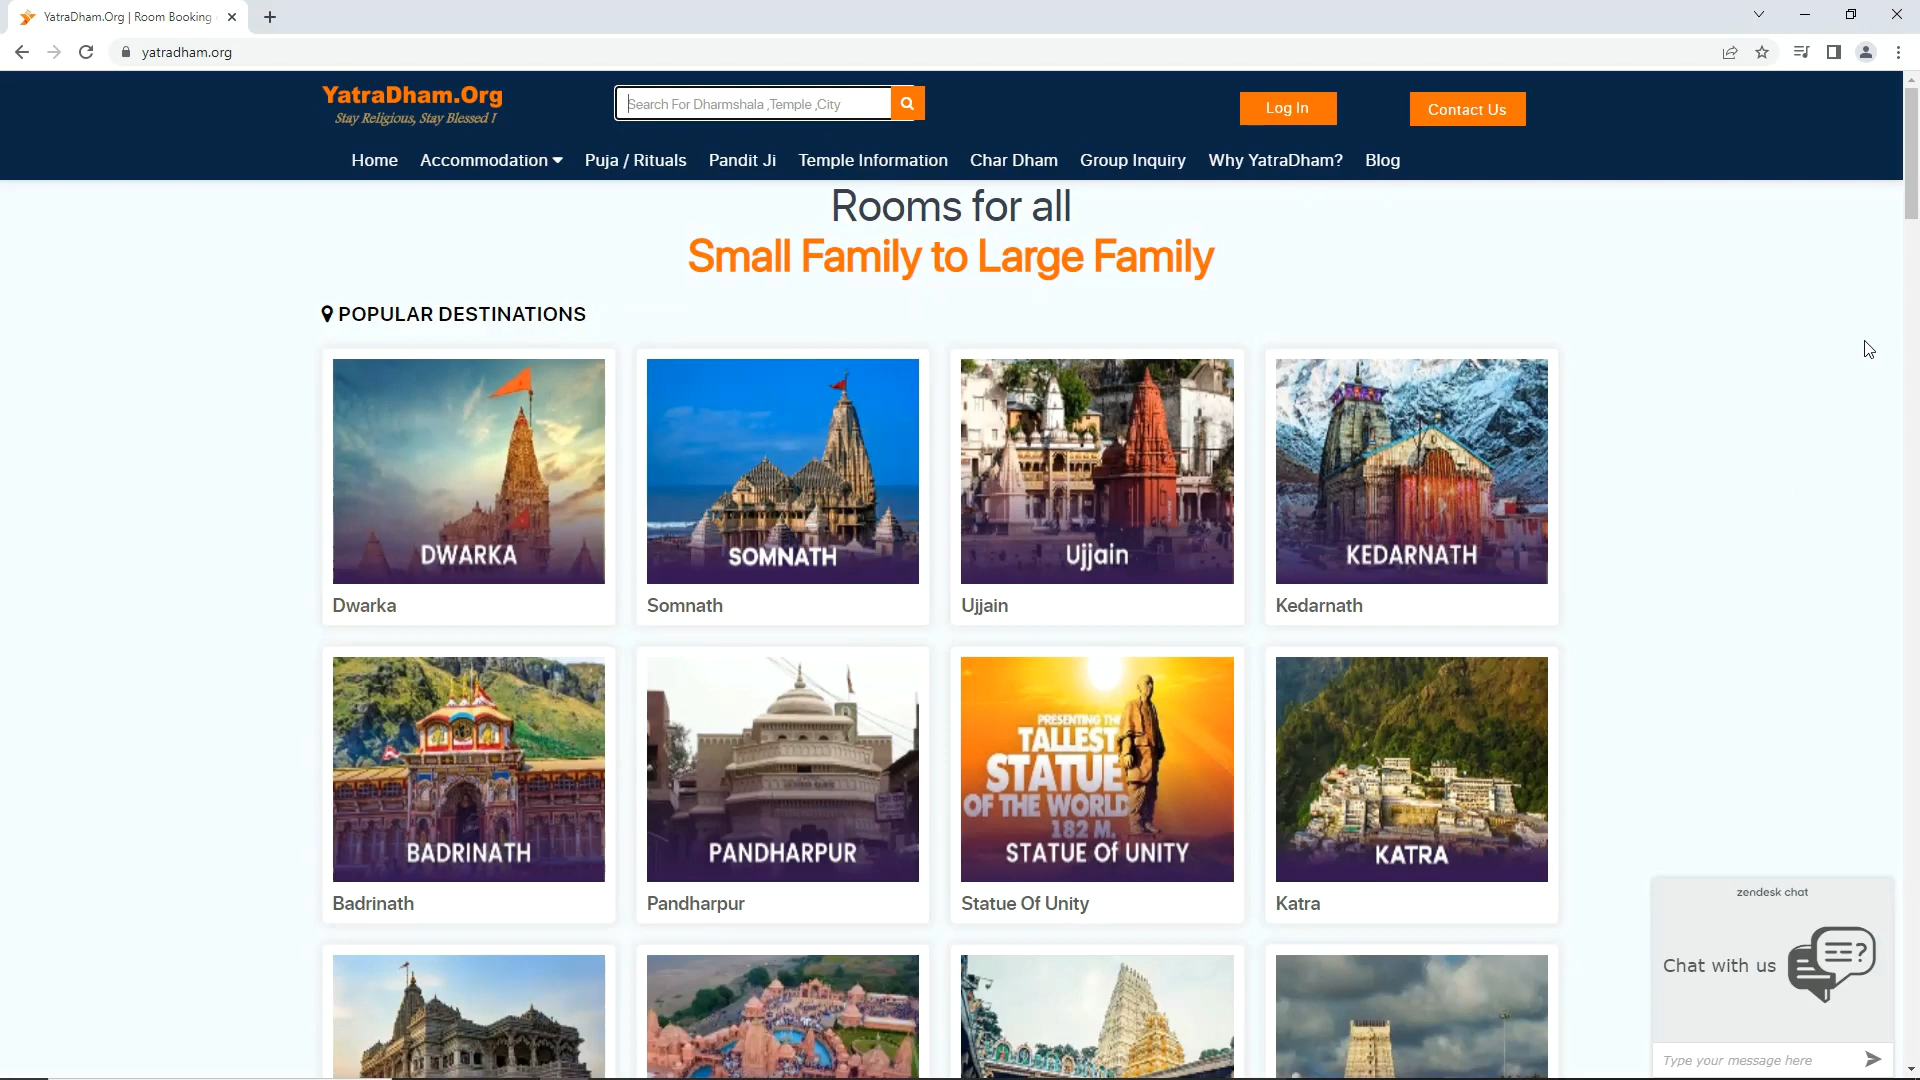 YatraDham.Org | Room Booking
yatradham.org
YatraDham.Org
Stay Religious, Stay Blessed !
Search For Dharmshala ,Temple ,City
Log In
Contact Us
Home Accommodation Puja / Rituals Pandit Ji Temple Information Char Dham Group Inquiry Why YatraDham? Blog
Rooms for all
Small Family to Large Family
POPULAR DESTINATIONS
DWARKA
SOMNATH
Ujjain
KEDARNATH
Dwarka
Somnath
Ujjain
Kedarnath
BADRINATH
PANDHARPUR
PRESENTING THE
TALLEST
STATUE
OF THE WORLD
182 M.
STATUE Of UNITY
KATRA
Badrinath
Pandharpur
Statue Of Unity
Katra
zendesk chat
Chat with us
Type your message here